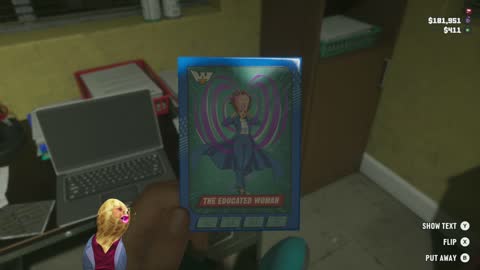 $181,951
$411
THE EDUCATED WOMAN
SHOW TEXT Y
FLIP X
PUT AWAY B